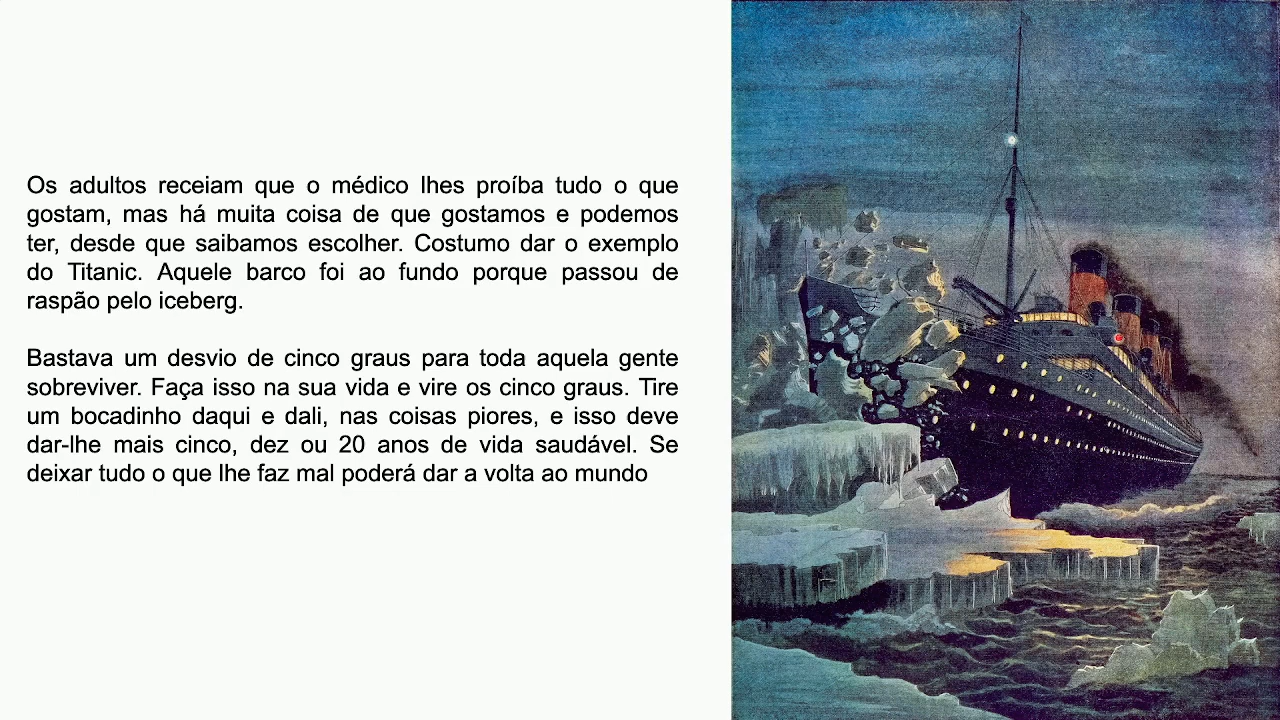 Os adultos receiam que o médico lhes proíba tudo o que
gostam, mas há muita coisa de que gostamos e podemos
ter, desde que saibamos escolher. Costumo dar o exemplo
do Titanic. Aquele barco foi ao fundo porque passou de
raspão pelo iceberg.
Bastava um desvio de cinco graus para toda aquela gente
sobreviver. Faça isso na sua vida e vire os cinco graus. Tire
um bocadinho daqui e dali, nas coisas piores, e isso deve
dar-lhe mais cinco, dez ou 20 anos de vida saudável. Se
deixar tudo o que lhe faz mal poderá dar a volta ao mundo